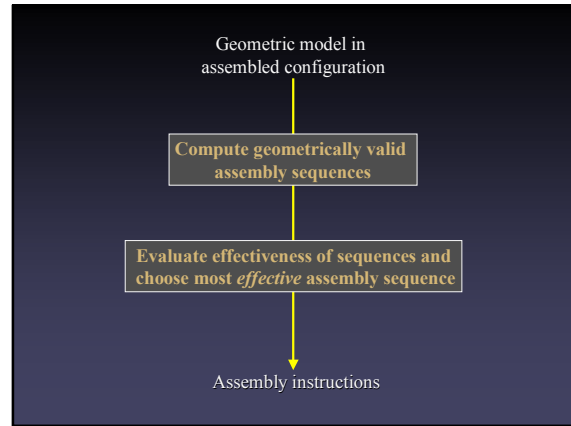 Geometric model in
assembled configuration
Compute geometrically valid
assembly sequences
Evaluate effectiveness of sequences and
choose most effective assembly sequence
Assembly instructions